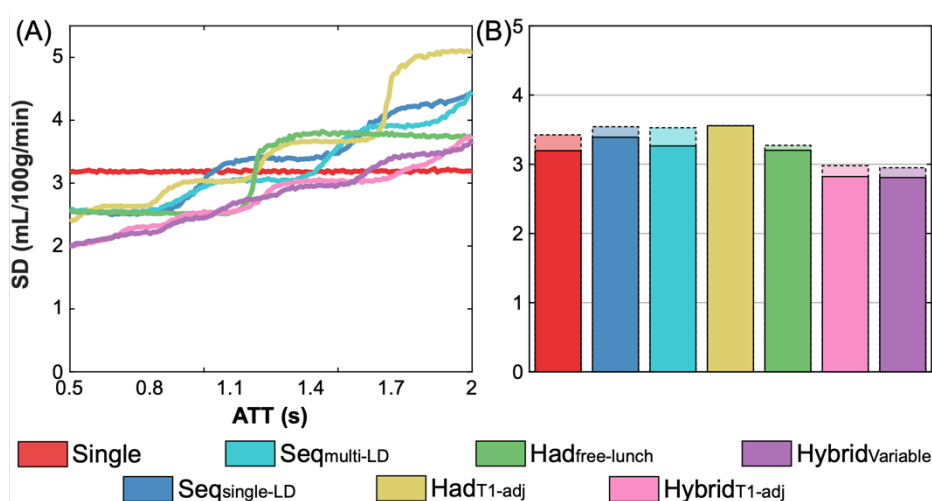 (A)
(B)
SD (mL/100g/min)
5
4
3
2
1
0
0.5 0.8 1.1 1.4 1.7 2
ATT (s)
5
4
3
2
1
0
Single
Seqmulti-LD
Hadfree-lunch
HybridVariable
Seqsingle-LD
HadT1-adj
HybridT1-adj